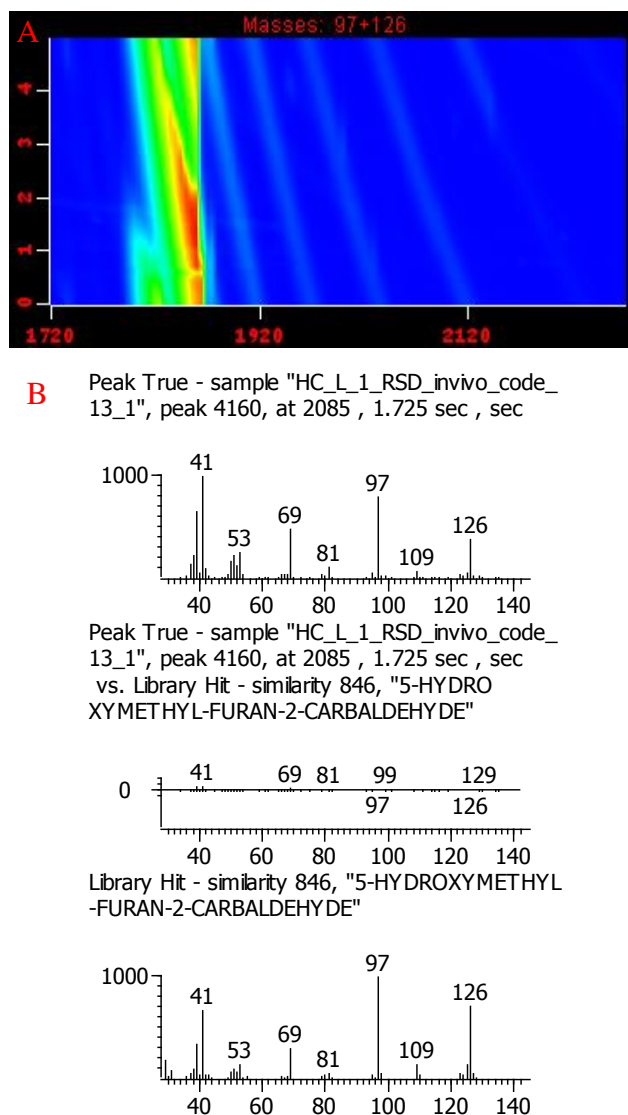 A
Masses: 97+126
4
3
2
1
0
1720 1920 2120
B
Peak True - sample "HC_L_1_RSD_invivo_code_
13_1", peak 4160, at 2085 , 1.725 sec , sec
1000
41 53 69 81 97 109 126
40 60 80 100 120 140
Peak True - sample "HC_L_1_RSD_invivo_code_
13_1", peak 4160, at 2085 , 1.725 sec , sec
vs. Library Hit - similarity 846, "5-HYDRO
XYMETHYL-FURAN-2-CARBALDEHYDE"
41 69 81 99 129
0
97 126
40 60 80 100 120 140
Library Hit - similarity 846, "5-HYDROXYMETHYL
-FURAN-2-CARBALDEHYDE"
1000
41 53 69 81 97 109 126
40 60 80 100 120 140